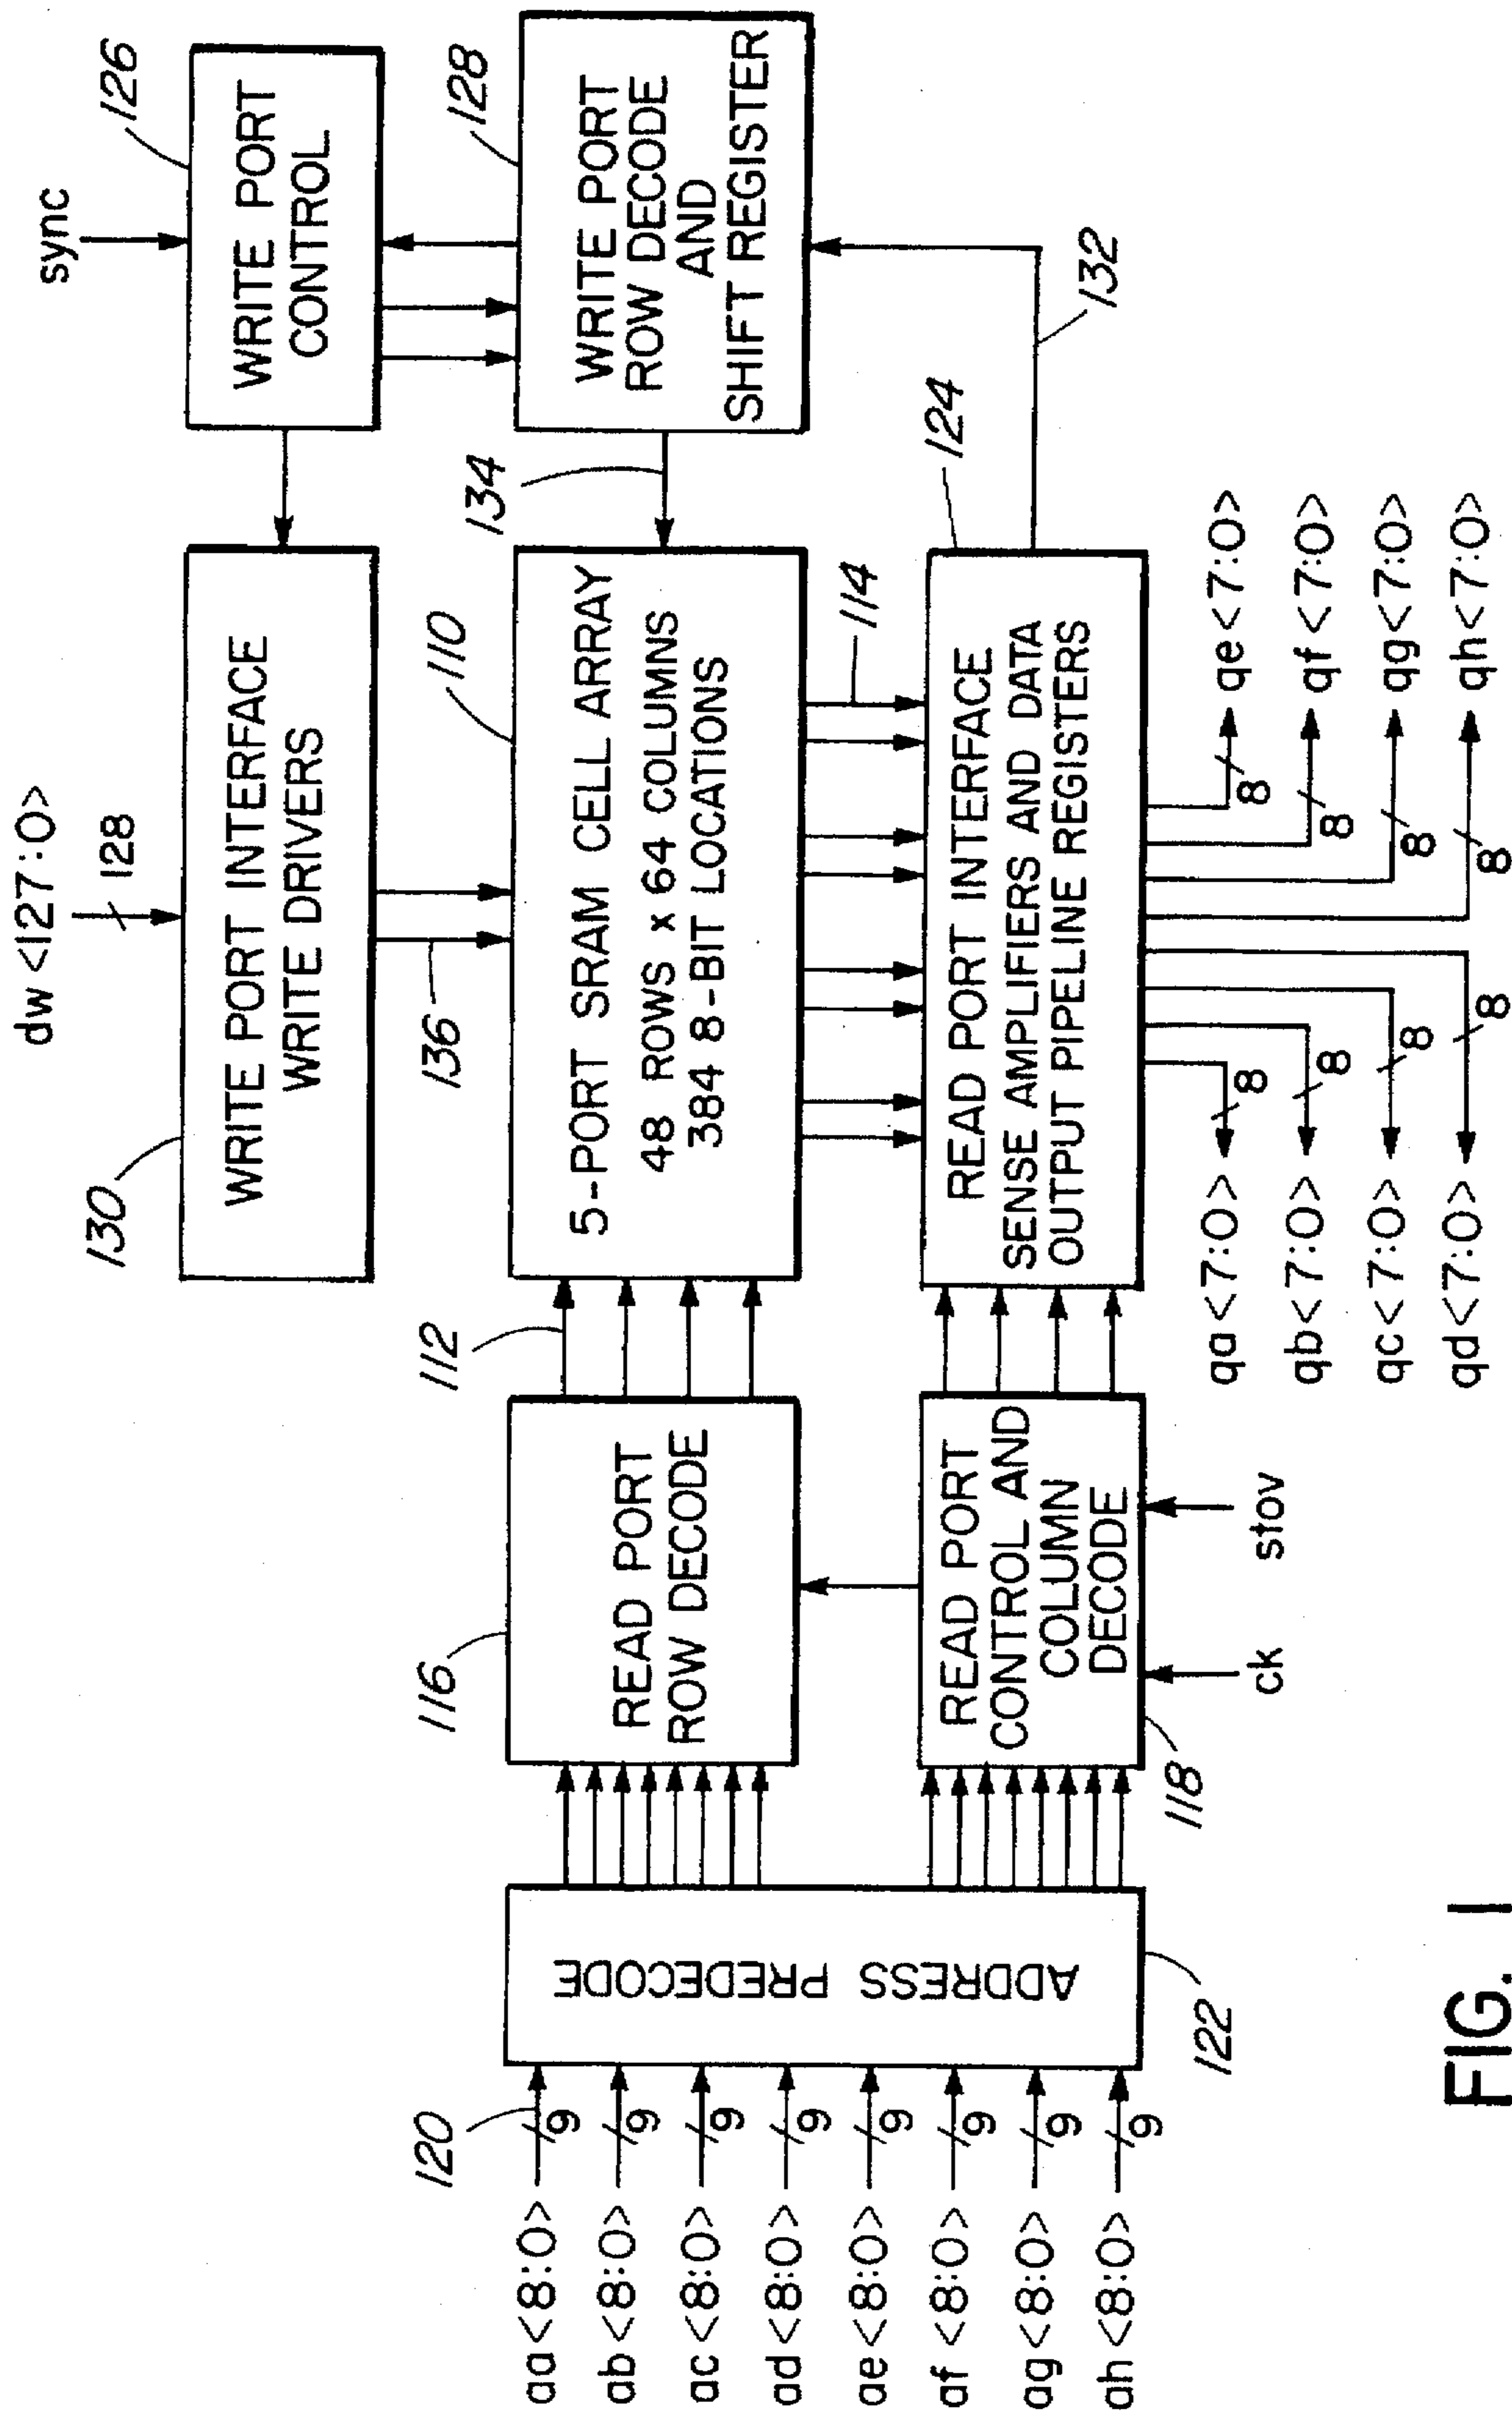 dw <127:0>
128
sync
126
130
WRITE PORT INTERFACE
WRITE DRIVERS
WRITE PORT
CONTROL
136
134
128
112
110
116
120
READ PORT
ROW DECODE
5-PORT SRAM CELL ARRAY
48 ROWS x 64 COLUMNS
384 8-BIT LOCATIONS
WRITE PORT
ROW DECODE
AND
SHIFT REGISTER
114
124
132
ADDRESS PREDECODE
aa<8:0>
9
ab<8:0>
9
ac<8:0>
9
ad<8:0>
9
ae<8:0>
9
af <8:0>
9
ag<8:0>
9
ah<8:0>
9
122
118
READ PORT
CONTROL AND
COLUMN
DECODE
ck
stov
READ PORT INTERFACE
SENSE AMPLIFIERS AND DATA
OUTPUT PIPELINE REGISTERS
qa<7:0>
8
8
qe<7:0>
qb<7:0>
8
8
qf <7:0>
qc<7:0>
8
8
qg<7:0>
qd<7:0>
8
8
qh<7:0>
FIG. 1